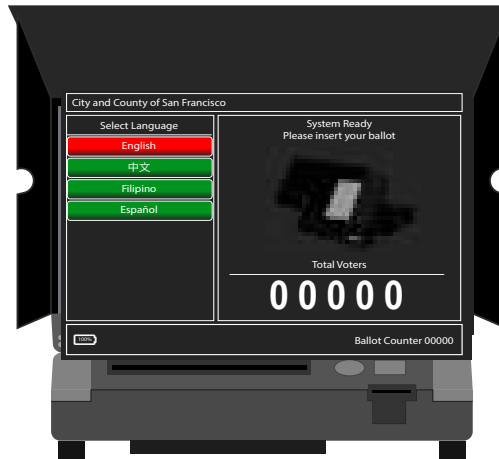 City and County of San Francisco
Select Language
English
中文
Filipino
Español
System Ready
Please insert your ballot
Total Voters
00000
100%
Ballot Counter 00000